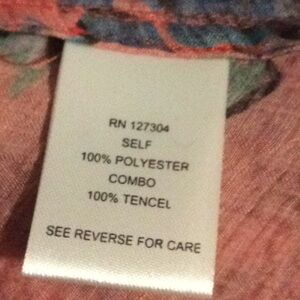 RN 127304
SELF
100% POLYESTER
COMBO
100% TENCEL
SEE REVERSE FOR CARE